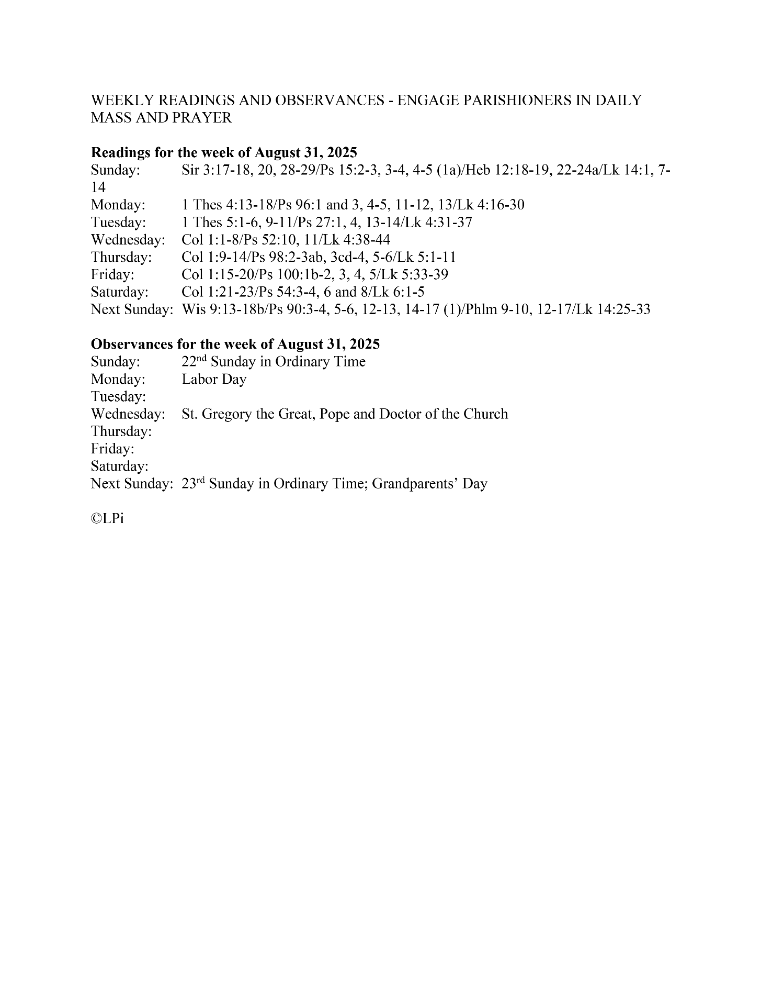 WEEKLY READINGS AND OBSERVANCES - ENGAGE PARISHIONERS IN DAILY
MASS AND PRAYER
Readings for the week of August 31, 2025
Sunday: Sir 3:17-18, 20, 28-29/Ps 15:2-3, 3-4, 4-5 (1a)/Heb 12:18-19, 22-24a/Lk 14:1, 7-
14
Monday: 1 Thes 4:13-18/Ps 96:1 and 3, 4-5, 11-12, 13/Lk 4:16-30
Tuesday: 1 Thes 5:1-6, 9-11/Ps 27:1, 4, 13-14/Lk 4:31-37
Wednesday: Col 1:1-8/Ps 52:10, 11/Lk 4:38-44
Thursday: Col 1:9-14/Ps 98:2-3ab, 3cd-4, 5-6/Lk 5:1-11
Friday: Col 1:15-20/Ps 100:1b-2, 3, 4, 5/Lk 5:33-39
Saturday: Col 1:21-23/Ps 54:3-4, 6 and 8/Lk 6:1-5
Next Sunday: Wis 9:13-18b/Ps 90:3-4, 5-6, 12-13, 14-17 (1)/Phlm 9-10, 12-17/Lk 14:25-33
Observances for the week of August 31, 2025
Sunday: 22nd Sunday in Ordinary Time
Monday: Labor Day
Tuesday:
Wednesday: St. Gregory the Great, Pope and Doctor of the Church
Thursday:
Friday:
Saturday:
Next Sunday: 23rd Sunday in Ordinary Time; Grandparents’ Day
©LPi